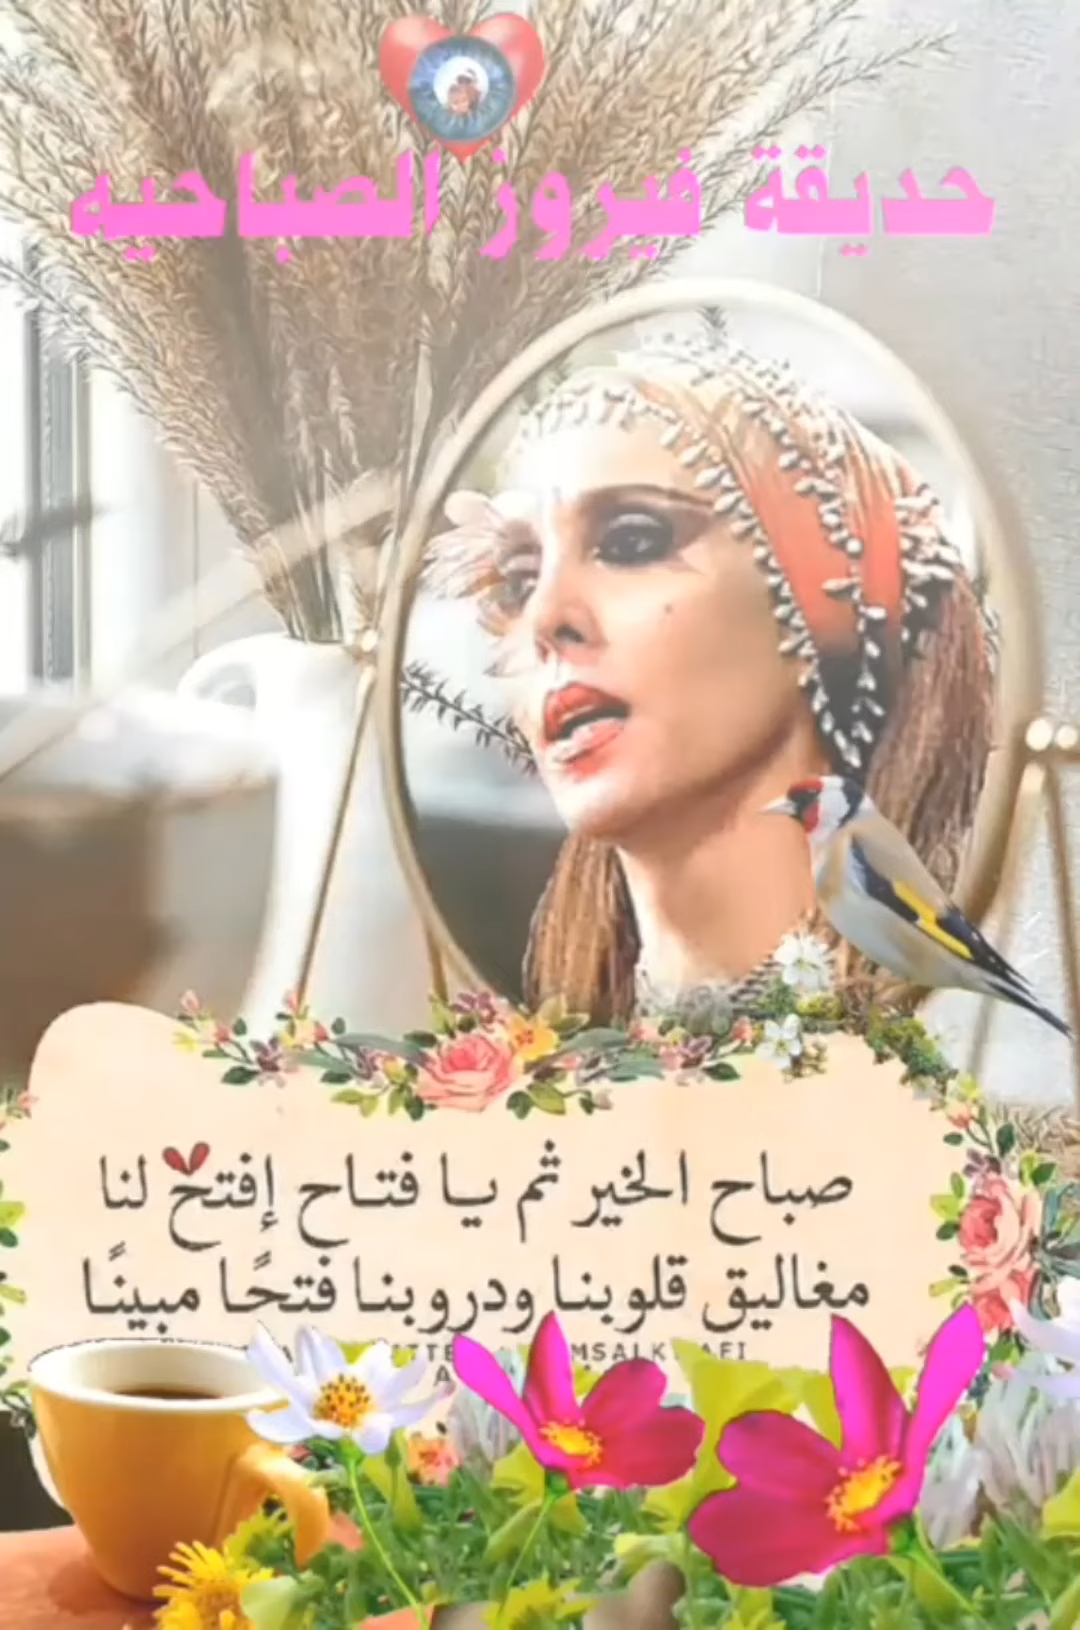 حديقة فيروز الصباحيه
صباح الخير ثم يا فتاح إفتح لنا
مغاليق قلوبنا ودروبنا فتحًا مبينًا